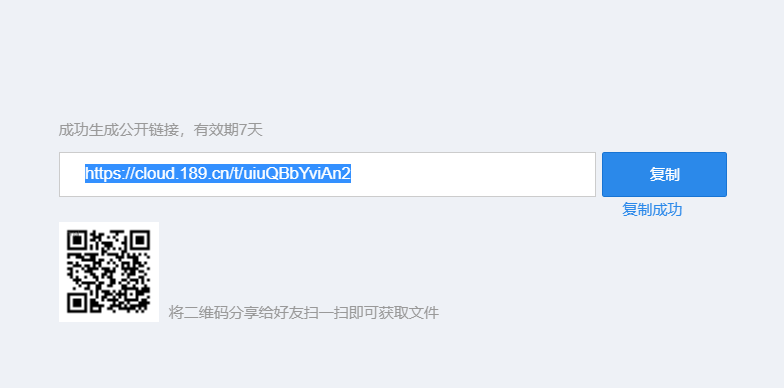 成功生成公开链接，有效期7天
https://cloud.189.cn/t/uiuQBbYviAn2
复制
复制成功
将二维码分享给好友扫一扫即可获取文件